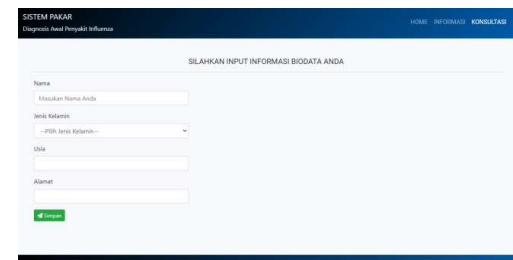 SISTEM PAKAR
Diagnosis Awal Penyakit Influenza
HOME INFORMASI KONSULTASI
SILAHKAN INPUT INFORMASI BIODATA ANDA
Nama
Masukan Nama Anda
Jenis Kelamin
--Pilih Jenis Kelamin--
Usia
Alamat
Simpan